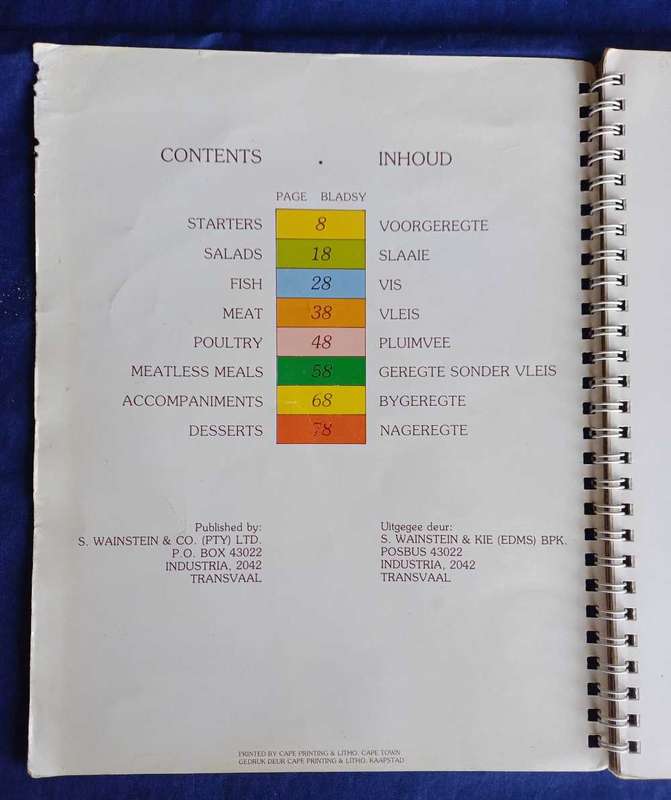 CONTENTS . INHOUD
PAGE BLADSY
STARTERS 8 VOORGEREGTE
SALADS 18 SLAAIE
FISH 28 VIS
MEAT 38 VLEIS
POULTRY 48 PLUIMVEE
MEATLESS MEALS 58 GEREGTE SONDER VLEIS
ACCOMPANIMENTS 68 BYGEREGTE
DESSERTS 78 NAGEREGTE
Published by:
S. WAINSTEIN & CO. (PTY) LTD.
P.O. BOX 43022
INDUSTRIA, 2042
TRANSVAAL
Uitgegee deur:
S. WAINSTEIN & KIE (EDMS) BPK.
POSBUS 43022
INDUSTRIA, 2042
TRANSVAAL
PRINTED BY CAPE PRINTING & LITHO, CAPE TOWN
GEDRUK DEUR CAPE PRINTING & LITHO, KAAPSTAD